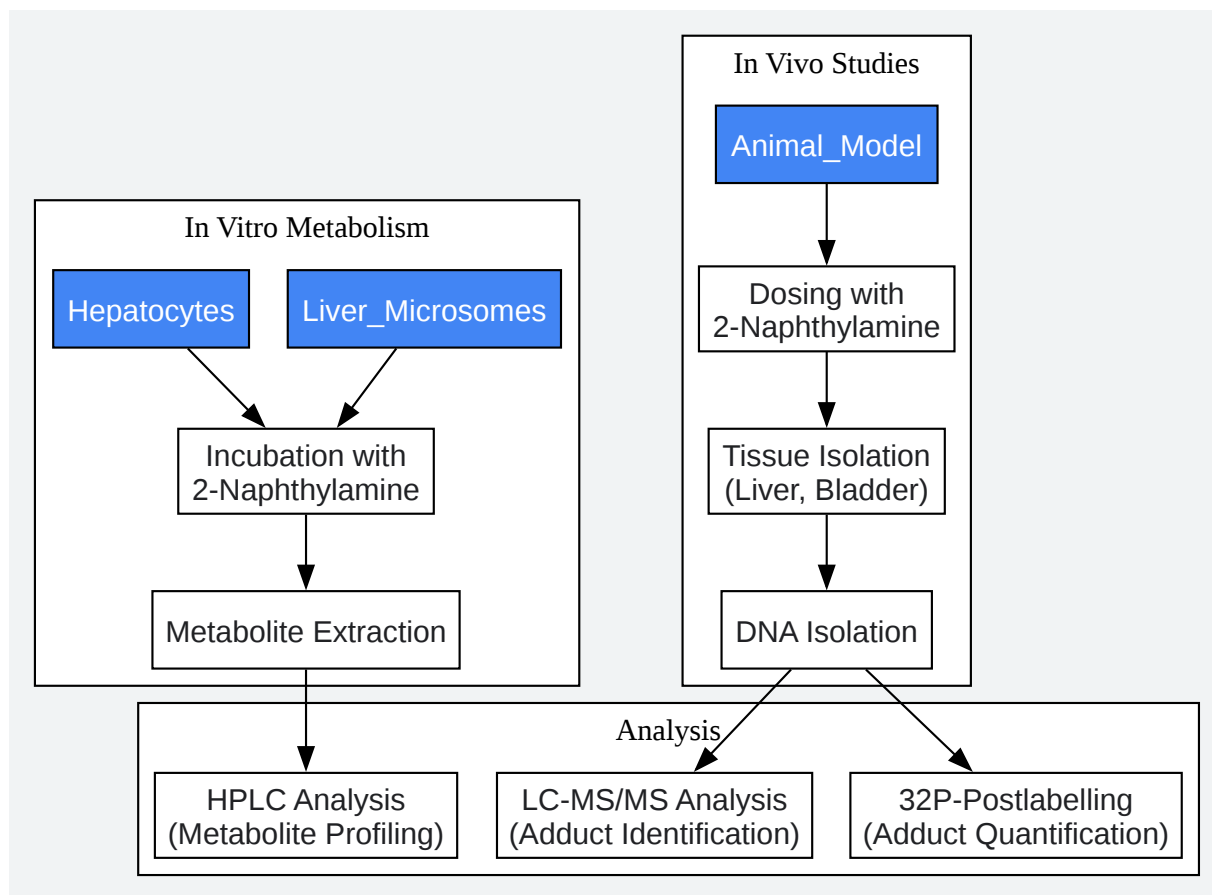 In Vitro Metabolism
Hepatocytes
Liver_Microsomes
Incubation with
2-Naphthylamine
Metabolite Extraction
In Vivo Studies
Animal_Model
Dosing with
2-Naphthylamine
Tissue Isolation
(Liver, Bladder)
DNA Isolation
Analysis
HPLC Analysis
(Metabolite Profiling)
LC-MS/MS Analysis
(Adduct Identification)
32P-Postlabelling
(Adduct Quantification)